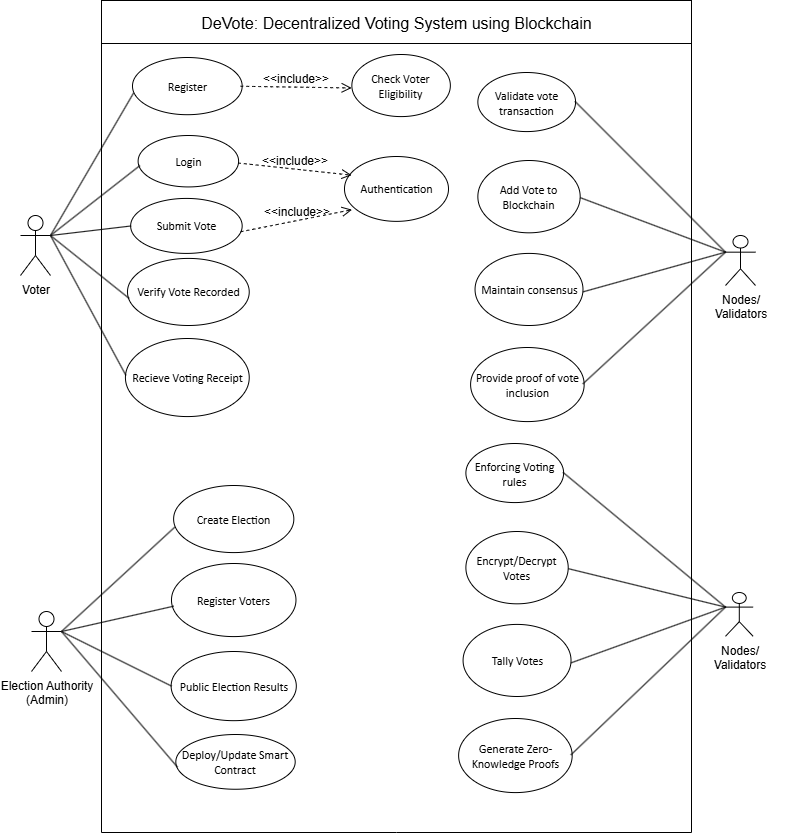 DeVote: Decentralized Voting System using Blockchain
Register
<<include>>
Check Voter
Eligibility
Login
<<include>>
Authentication
Submit Vote
<<include>>
Verify Vote Recorded
Recieve Voting Receipt
Voter
Validate vote
transaction
Add Vote to
Blockchain
Maintain consensus
Provide proof of vote
inclusion
Nodes/
Validators
Create Election
Register Voters
Public Election Results
Deploy/Update Smart
Contract
Election Authority
(Admin)
Enforcing Voting
rules
Encrypt/Decrypt
Votes
Tally Votes
Generate Zero-
Knowledge Proofs
Nodes/
Validators